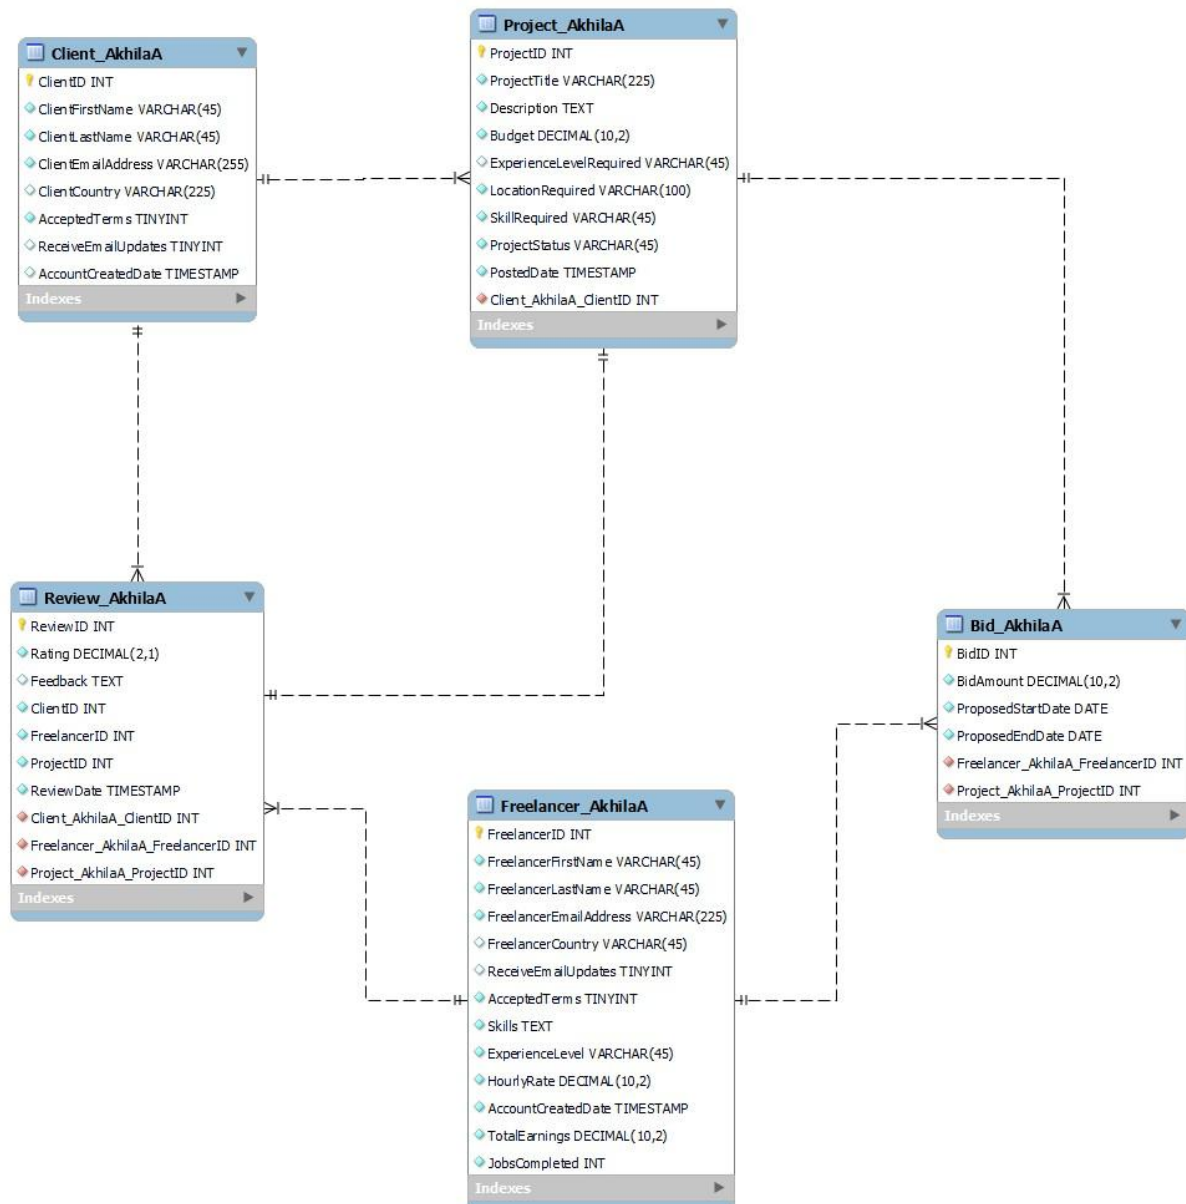 Client_AkhilaA
ClientID INT
ClientFirstName VARCHAR(45)
ClientLastName VARCHAR(45)
ClientEmailAddress VARCHAR(255)
ClientCountry VARCHAR(225)
AcceptedTerms TINYINT
ReceiveEmailUpdates TINYINT
AccountCreatedDate TIMESTAMP
Indexes
Project_AkhilaA
ProjectID INT
ProjectTitle VARCHAR(225)
Description TEXT
Budget DECIMAL(10,2)
ExperienceLevelRequired VARCHAR(45)
LocationRequired VARCHAR(100)
SkillRequired VARCHAR(45)
ProjectStatus VARCHAR(45)
PostedDate TIMESTAMP
Client_AkhilaA_ClientID INT
Indexes
Review_AkhilaA
ReviewID INT
Rating DECIMAL(2,1)
Feedback TEXT
ClientID INT
FreelancerID INT
ProjectID INT
ReviewDate TIMESTAMP
Client_AkhilaA_ClientID INT
Freelancer_AkhilaA_FreelancerID INT
Project_AkhilaA_ProjectID INT
Indexes
Bid_AkhilaA
BidID INT
BidAmount DECIMAL(10,2)
ProposedStartDate DATE
ProposedEndDate DATE
Freelancer_AkhilaA_FreelancerID INT
Project_AkhilaA_ProjectID INT
Indexes
Freelancer_AkhilaA
FreelancerID INT
FreelancerFirstName VARCHAR(45)
FreelancerLastName VARCHAR(45)
FreelancerEmailAddress VARCHAR(225)
FreelancerCountry VARCHAR(45)
ReceiveEmailUpdates TINYINT
AcceptedTerms TINYINT
Skills TEXT
ExperienceLevel VARCHAR(45)
HourlyRate DECIMAL(10,2)
AccountCreatedDate TIMESTAMP
TotalEarnings DECIMAL(10,2)
JobsCompleted INT
Indexes